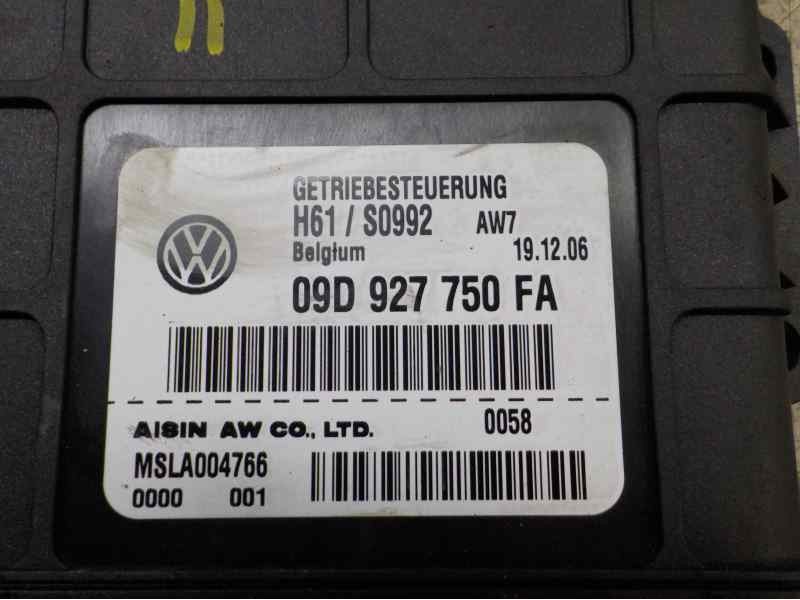 GETRIEBESTEUERUNG
H61 / S0992 AW7
Belgium 19.12.06
09D 927 750 FA
AISIN AW CO., LTD. 0058
MSLA004766
0000 001